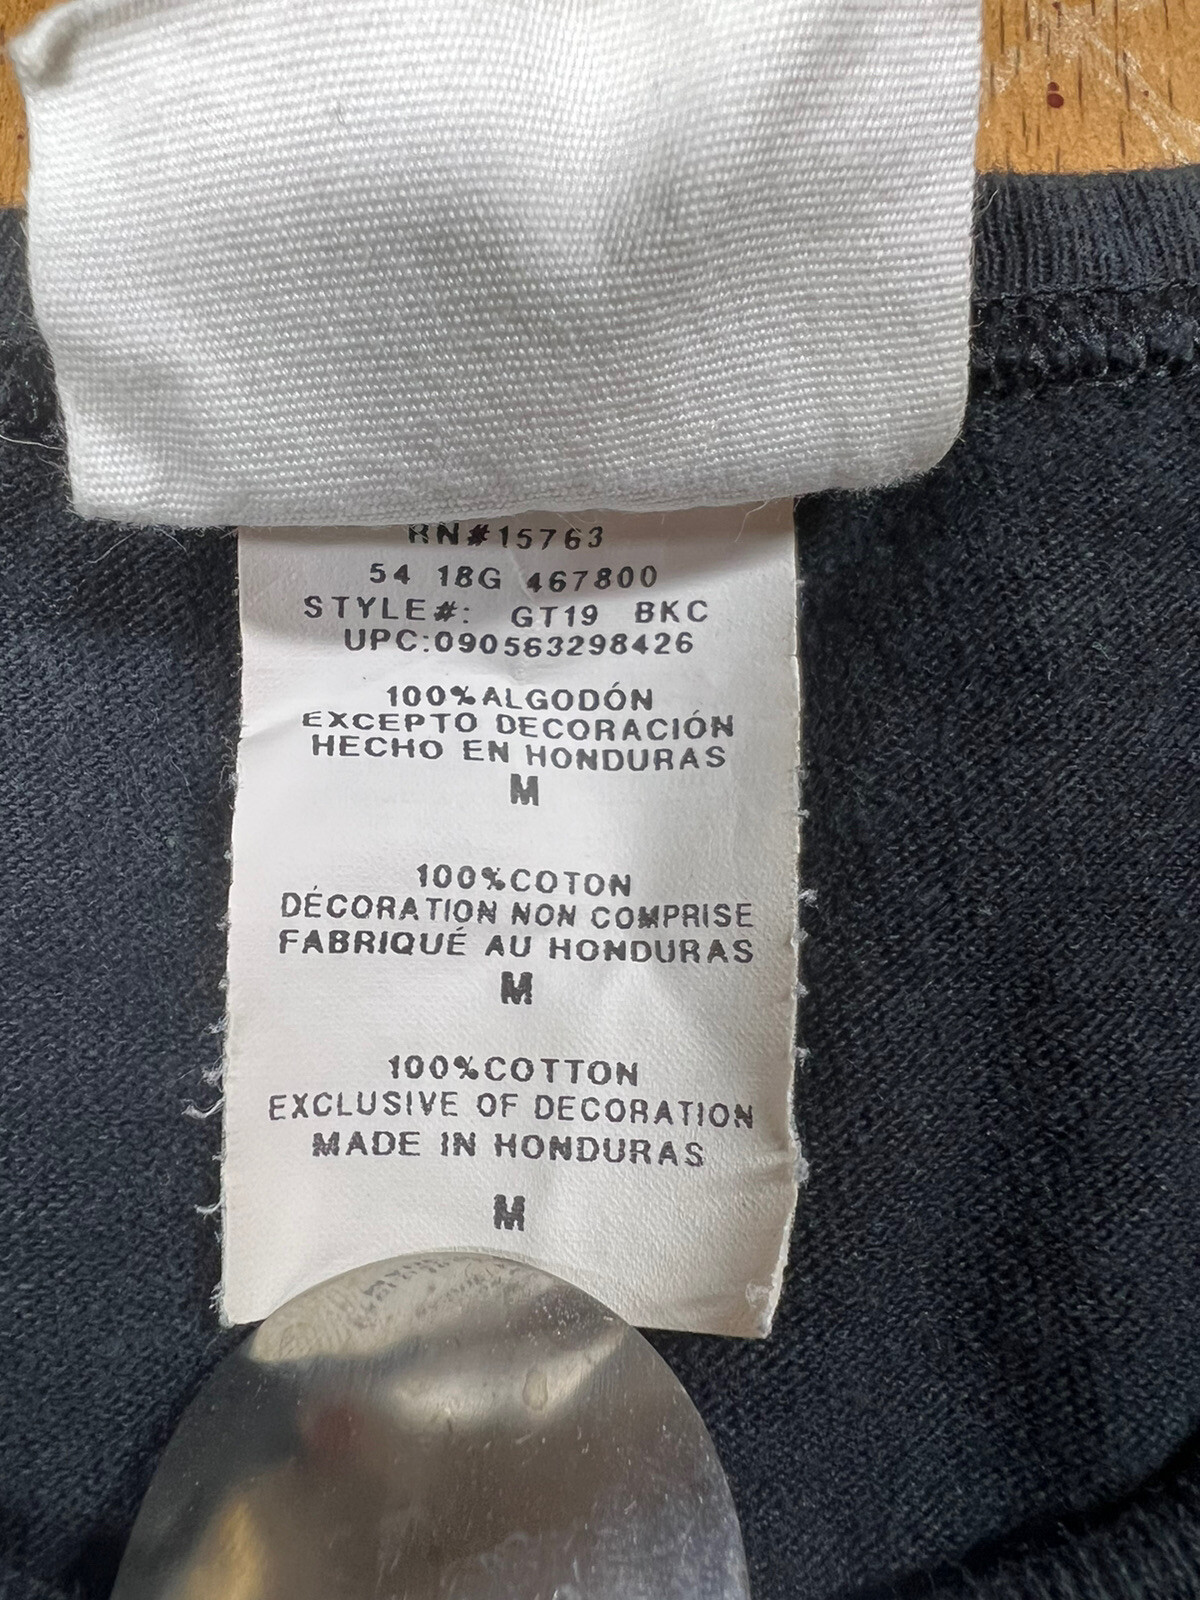 RN#15763
54 18G 467800
STYLE#: GT19 BKC
UPC:090563298426
100%ALGODÓN
EXCEPTO DECORACIÓN
HECHO EN HONDURAS
M
100%COTON
DÉCORATION NON COMPRISE
FABRIQUÉ AU HONDURAS
M
100%COTTON
EXCLUSIVE OF DECORATION
MADE IN HONDURAS
M